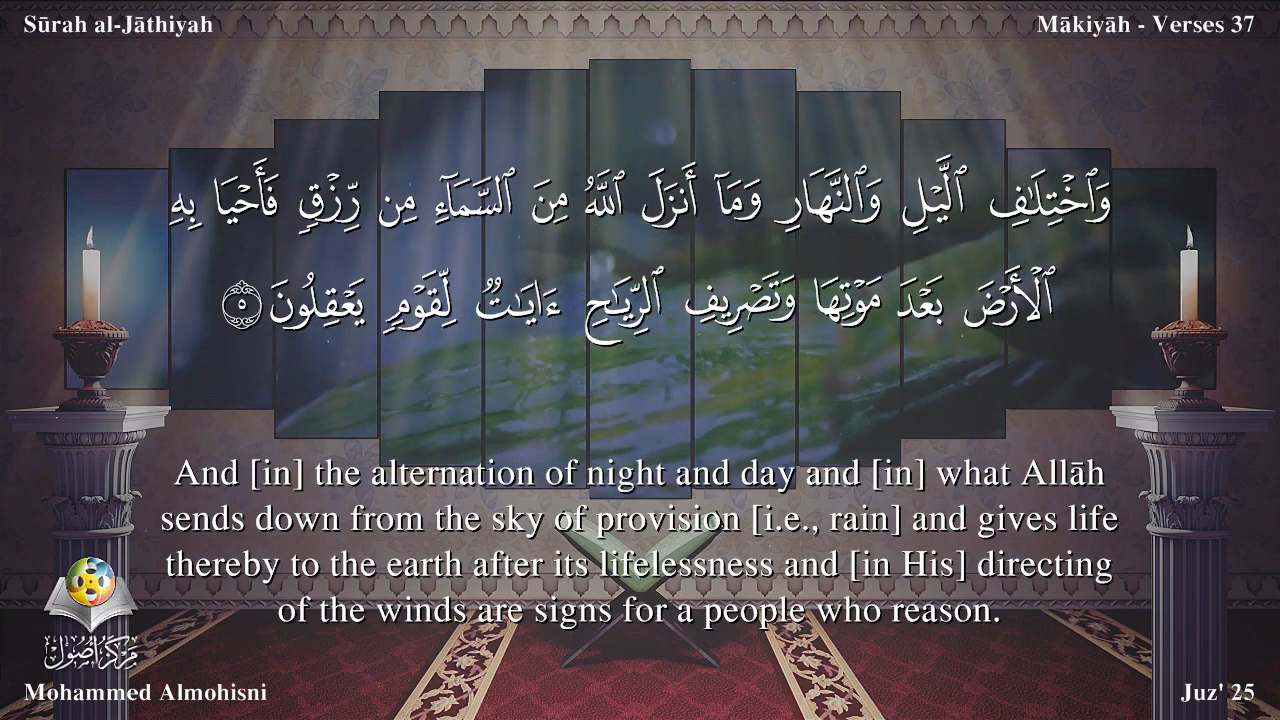 Sūrah al-Jāthiyah
Mākiyāh - Verses 37
وَٱخْتِلَـٰفِ ٱلَّيْلِ وَٱلنَّهَارِ وَمَآ أَنزَلَ ٱللَّهُ مِنَ ٱلسَّمَآءِ مِن رِّزْقٍ فَأَحْيَا بِهِ
ٱلْأَرْضَ بَعْدَ مَوْتِهَا وَتَصْرِيفِ ٱلرِّيَـٰحِ ءَايَـٰتٌ لِّقَوْمٍ يَعْقِلُونَ ٥
And [in] the alternation of night and day and [in] what Allāh
sends down from the sky of provision [i.e., rain] and gives life
thereby to the earth after its lifelessness and [in His] directing
of the winds are signs for a people who reason.
مركز أصول
Mohammed Almohisni
Juz' 25